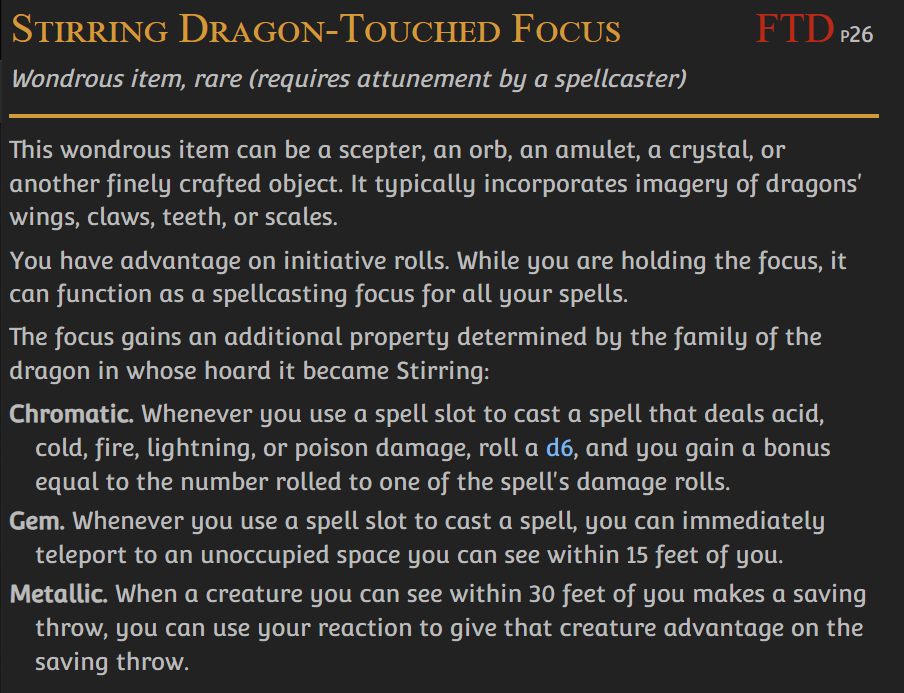 Stirring Dragon-Touched Focus FTD P26
Wondrous item, rare (requires attunement by a spellcaster)
This wondrous item can be a scepter, an orb, an amulet, a crystal, or
another finely crafted object. It typically incorporates imagery of dragons'
wings, claws, teeth, or scales.
You have advantage on initiative rolls. While you are holding the focus, it
can function as a spellcasting focus for all your spells.
The focus gains an additional property determined by the family of the
dragon in whose hoard it became Stirring:
Chromatic. Whenever you use a spell slot to cast a spell that deals acid,
cold, fire, lightning, or poison damage, roll a d6, and you gain a bonus
equal to the number rolled to one of the spell's damage rolls.
Gem. Whenever you use a spell slot to cast a spell, you can immediately
teleport to an unoccupied space you can see within 15 feet of you.
Metallic. When a creature you can see within 30 feet of you makes a saving
throw, you can use your reaction to give that creature advantage on the
saving throw.